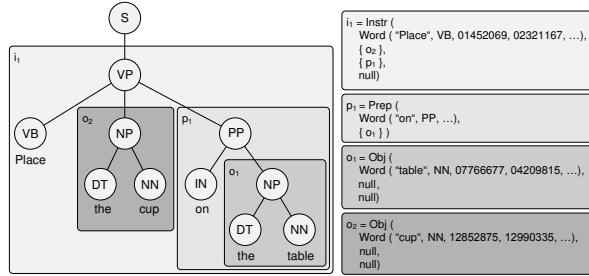 S
i1
VP
VB
Place
o2
NP
DT
the
NN
cup
p1
PP
IN
on
o1
NP
DT
the
NN
table
i1 = Instr (
Word ( “Place“, VB, 01452069, 02321167, …),
{ o2 },
{ p1 },
null)
p1 = Prep (
Word ( “on“, PP, …),
{ o1 } )
o1 = Obj (
Word ( “table“, NN, 07766677, 04209815, …),
null,
null)
o2 = Obj (
Word ( “cup“, NN, 12852875, 12990335, …),
null,
null)